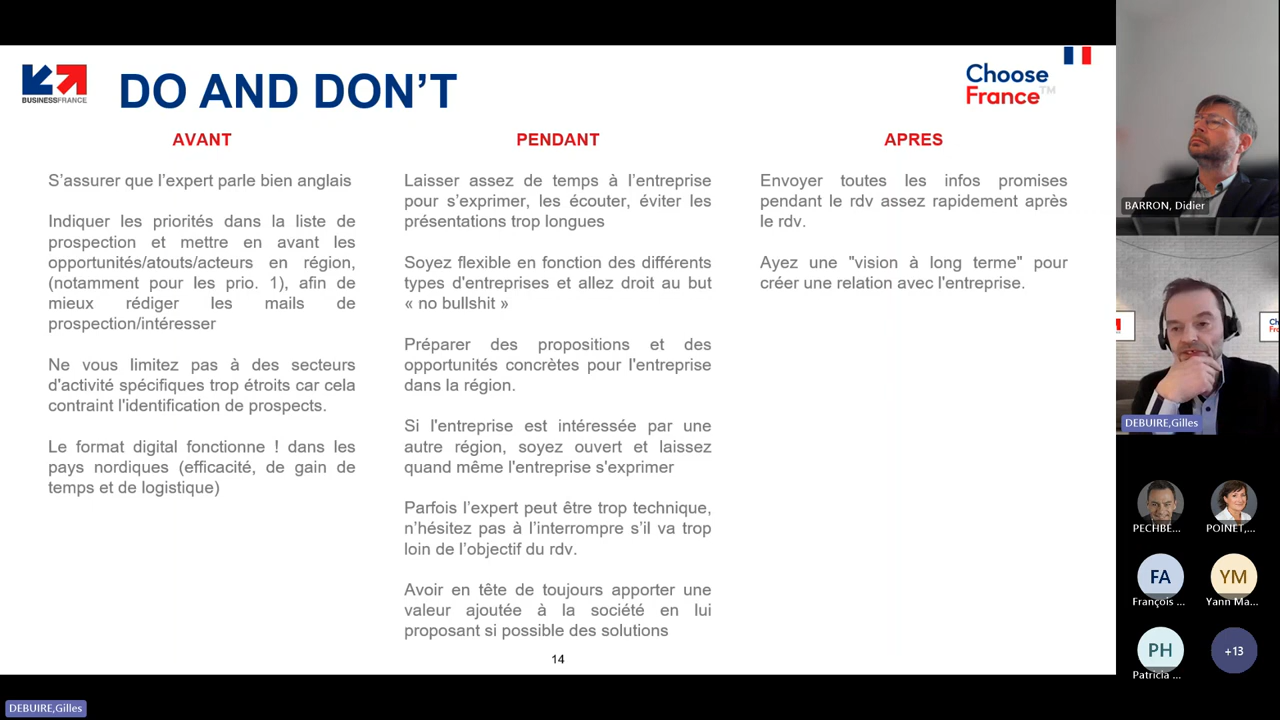 BUSINESSFRANCE
DO AND DON’T
Choose
France™
AVANT
S’assurer que l’expert parle bien anglais
Indiquer les priorités dans la liste de
prospection et mettre en avant les
opportunités/atouts/acteurs en région,
(notamment pour les prio. 1), afin de
mieux rédiger les mails de
prospection/intéresser
Ne vous limitez pas à des secteurs
d'activité spécifiques trop étroits car cela
contraint l'identification de prospects.
Le format digital fonctionne ! dans les
pays nordiques (efficacité, de gain de
temps et de logistique)
PENDANT
Laisser assez de temps à l’entreprise
pour s’exprimer, les écouter, éviter les
présentations trop longues
Soyez flexible en fonction des différents
types d'entreprises et allez droit au but
« no bullshit »
Préparer des propositions et des
opportunités concrètes pour l'entreprise
dans la région.
Si l'entreprise est intéressée par une
autre région, soyez ouvert et laissez
quand même l'entreprise s'exprimer
Parfois l’expert peut être trop technique,
n’hésitez pas à l’interrompre s’il va trop
loin de l’objectif du rdv.
Avoir en tête de toujours apporter une
valeur ajoutée à la société en lui
proposant si possible des solutions
APRES
Envoyer toutes les infos promises
pendant le rdv assez rapidement après
le rdv.
Ayez une "vision à long terme" pour
créer une relation avec l'entreprise.
14
BARRON, Didier
DEBUIRE,Gilles
PECHBE...
POINET,...
FA
François ...
YM
Yann Ma...
PH
Patricia ...
+13
DEBUIRE,Gilles